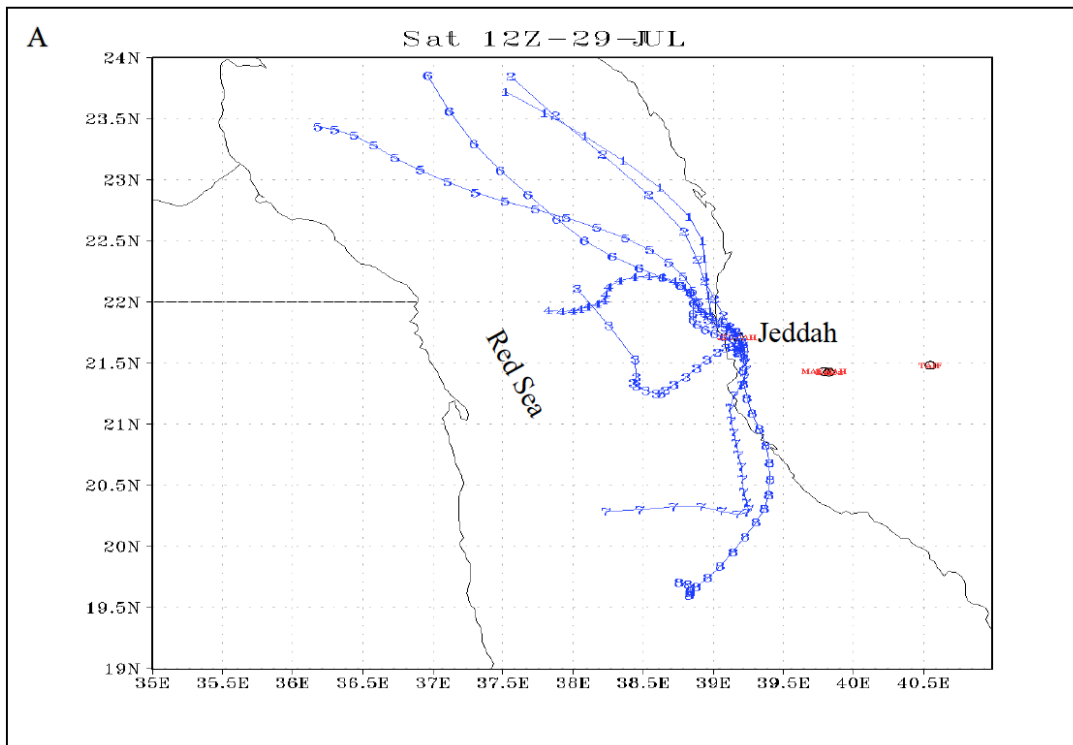 A
Sat 12Z-29-JUL
24N
23.5N
23N
22.5N
22N
21.5N
21N
20.5N
20N
19.5N
19N
Jeddah
Red Sea
TAIF
35E 35.5E 36E 36.5E 37E 37.5E 38E 38.5E 39E 39.5E 40E 40.5E